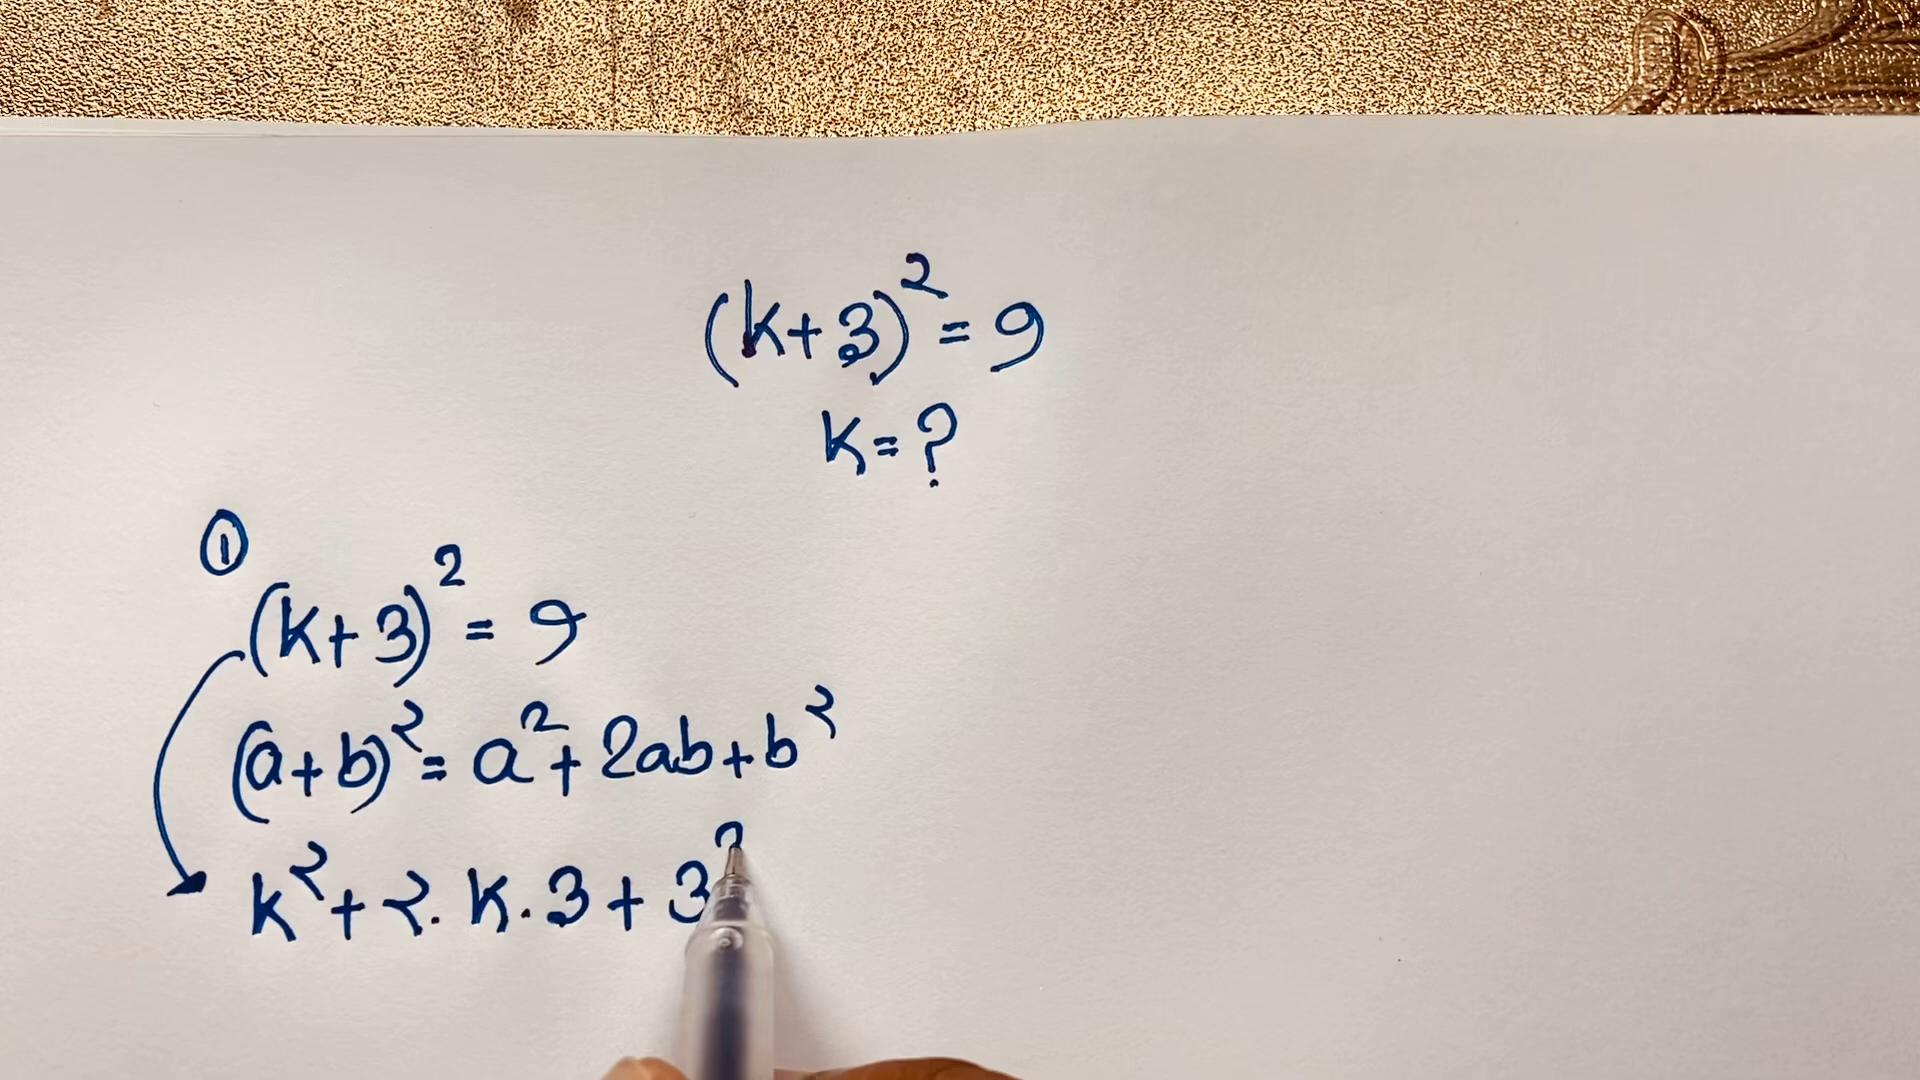 (k+3)² = 9
k = ?
①
(k+3)² = 9
(a+b)² = a² + 2ab + b²
k² + 2 · k · 3 + 3²